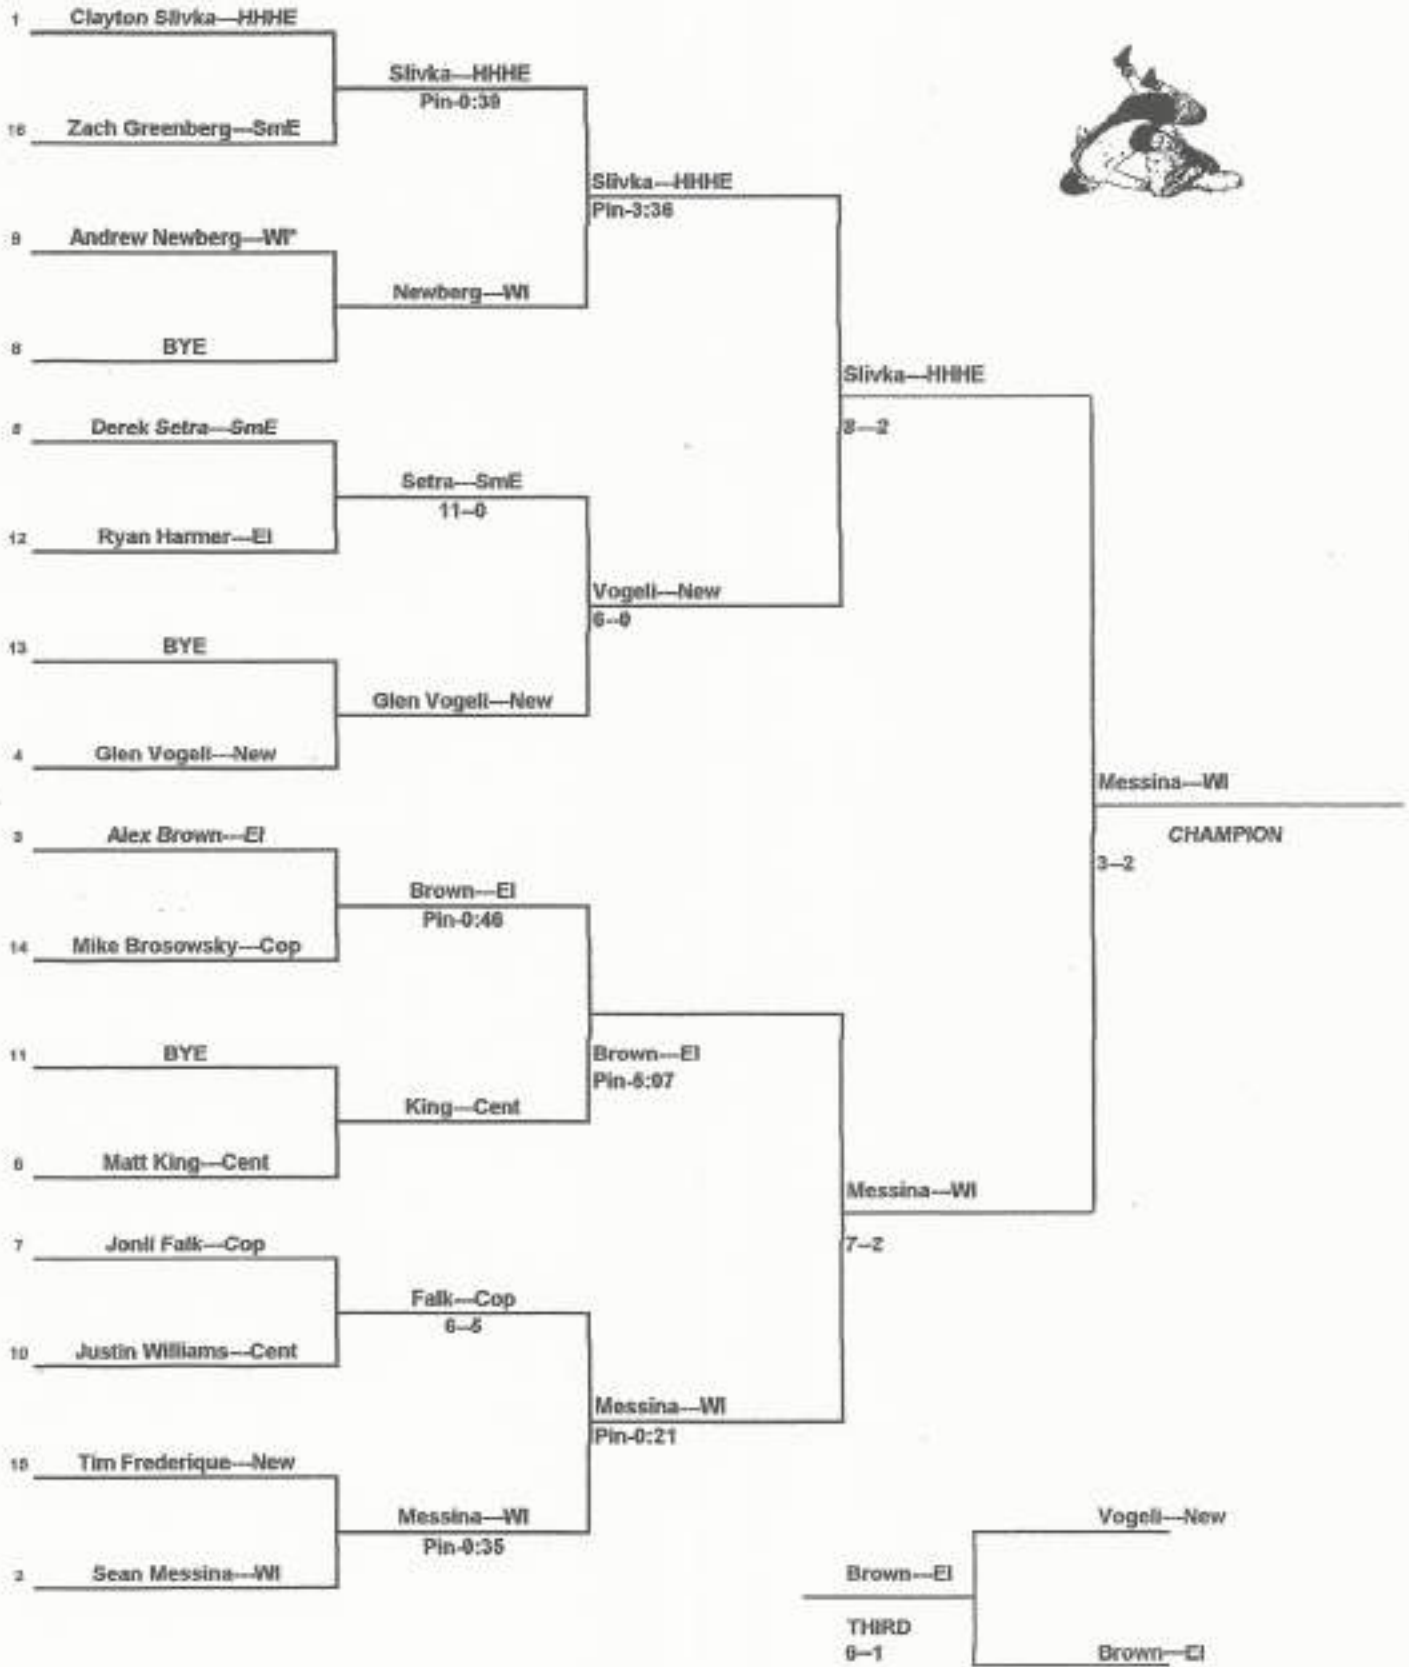 1 Clayton Slivka---HHHE
Slivka---HHHE
Pin-0:39
16 Zach Greenberg---SmE
Slivka---HHHE
Pin-3:36
9 Andrew Newberg---WI*
Newberg---WI
8 BYE
Slivka---HHHE
8---2
Derek Setra---SmE
Setra---SmE
11--0
12 Ryan Harmer---EI
Vogeli---New
6--0
13 BYE
Glen Vogeli---New
4 Glen Vogeli---New
Messina---WI
CHAMPION
3--2
3 Alex Brown---EI
Brown---EI
Pin-0:46
14 Mike Brosowsky---Cop
Brown---EI
11 BYE
King---Cent
6 Matt King---Cent
Messina---WI
7--2
7 Jonli Falk---Cop
Falk---Cop
6--5
10 Justin Williams---Cent
Messina---WI
Pin-0:21
15 Tim Frederique---New
Messina---WI
Pin-0:35
2 Sean Messina---WI
Vogeli---New
Brown---EI
THIRD
6--1
Brown---EI